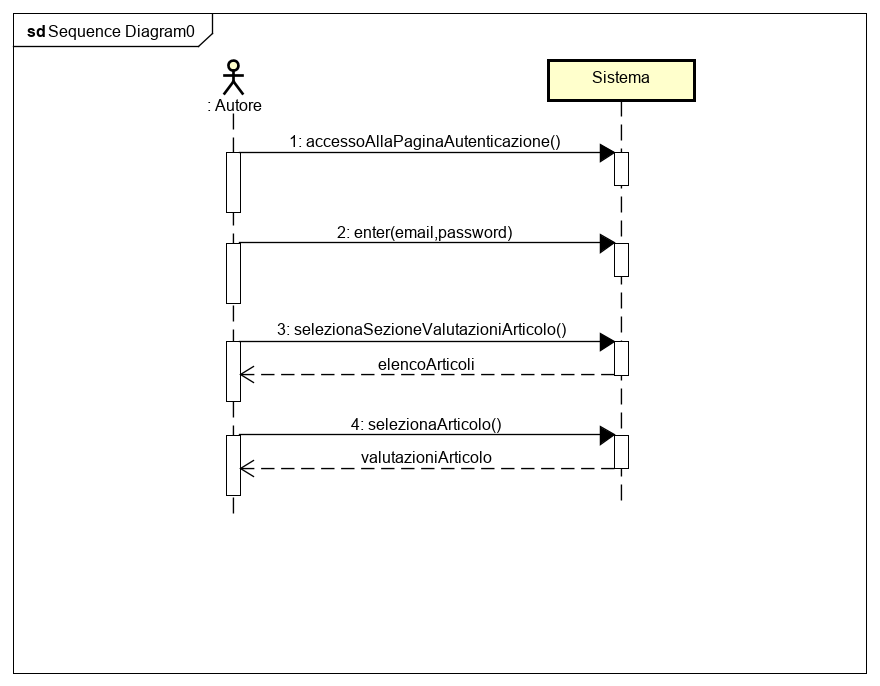 sd Sequence Diagram0
: Autore
Sistema
1: accessoAllaPaginaAutenticazione()
2: enter(email,password)
3: selezionaSezioneValutazioniArticolo()
elencoArticoli
4: selezionaArticolo()
valutazioniArticolo